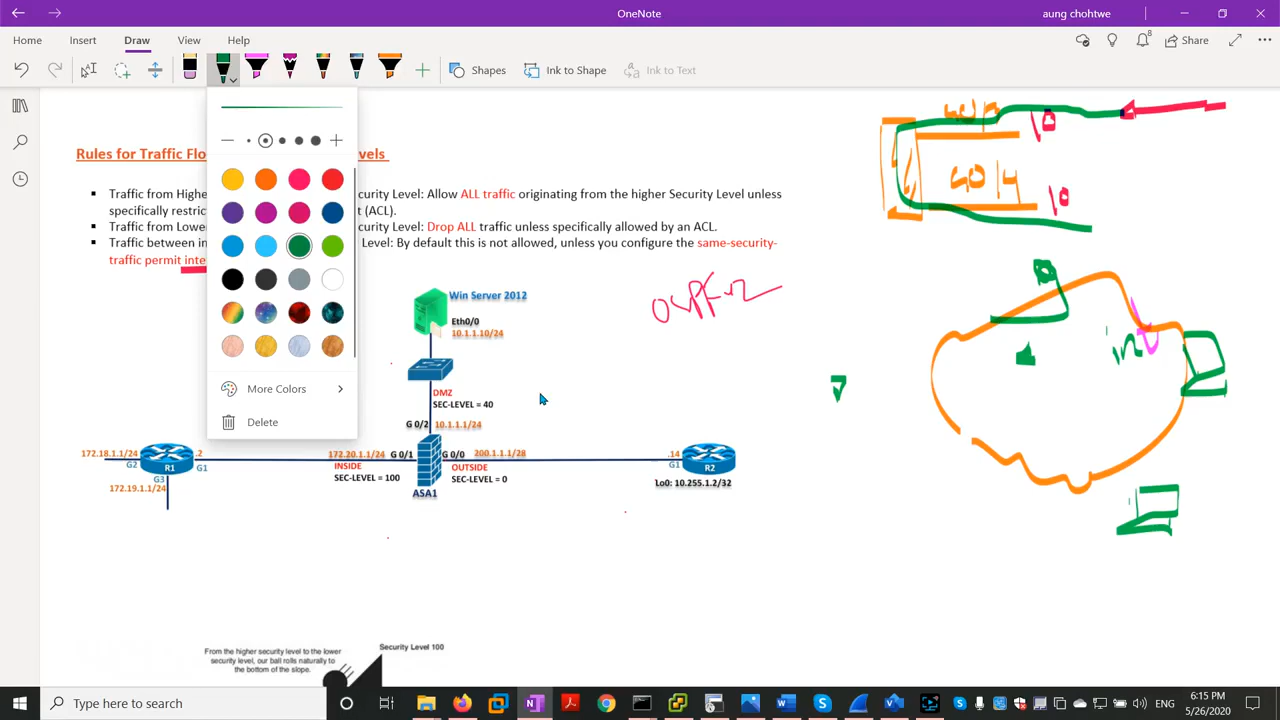 OneNote
aung chohtwe
Home
Insert
Draw
View
Help
Share
Shapes
Ink to Shape
Ink to Text
Rules for Traffic Flo
vels
▪ Traffic from Highe
curity Level: Allow ALL traffic originating from the higher Security Level unless
specifically restric
t (ACL).
▪ Traffic from Lowe
curity Level: Drop ALL traffic unless specifically allowed by an ACL.
▪ Traffic between in
Level: By default this is not allowed, unless you configure the same-security-
traffic permit inte
More Colors
Delete
Win Server 2012
Eth0/0
10.1.1.10/24
DMZ
SEC-LEVEL = 40
G 0/2 10.1.1.1/24
172.18.1.1/24
G2
.2
G1
R1
G3
172.19.1.1/24
172.20.1.1/24 G 0/1
INSIDE
SEC-LEVEL = 100
G 0/0 200.1.1.1/28
OUTSIDE
SEC-LEVEL = 0
ASA1
.14
G1
R2
Lo0: 10.255.1.2/32
10
10
in
From the higher security level to the lower
security level, our ball rolls naturally to
the bottom of the slope.
Security Level 100
Type here to search
ENG
6:15 PM
5/26/2020